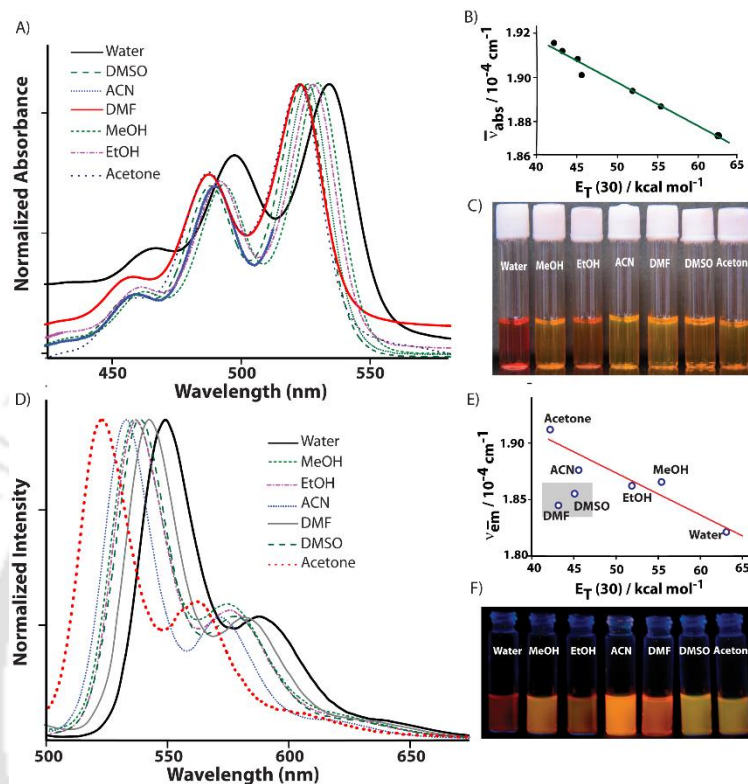 A)
Water
DMSO
ACN
DMF
MeOH
EtOH
Acetone
Normalized Absorbance
450
500
550
Wavelength (nm)
B)
1.92
1.90
1.88
1.86
40
45
50
55
60
65
ν̅abs / 10⁻⁴ cm⁻¹
E_T (30) / kcal mol⁻¹
C)
Water
MeOH
EtOH
ACN
DMF
DMSO
Aceton
D)
Water
MeOH
EtOH
ACN
DMF
DMSO
Acetone
Normalized Intensity
500
550
600
650
Wavelength (nm)
E)
Acetone
ACN
MeOH
EtOH
DMSO
DMF
Water
1.90
1.85
1.80
40
45
50
55
60
65
ν̅em / 10⁻⁴ cm⁻¹
E_T (30) / kcal mol⁻¹
F)
Water
MeOH
EtOH
ACN
DMF
DMSO
Aceton